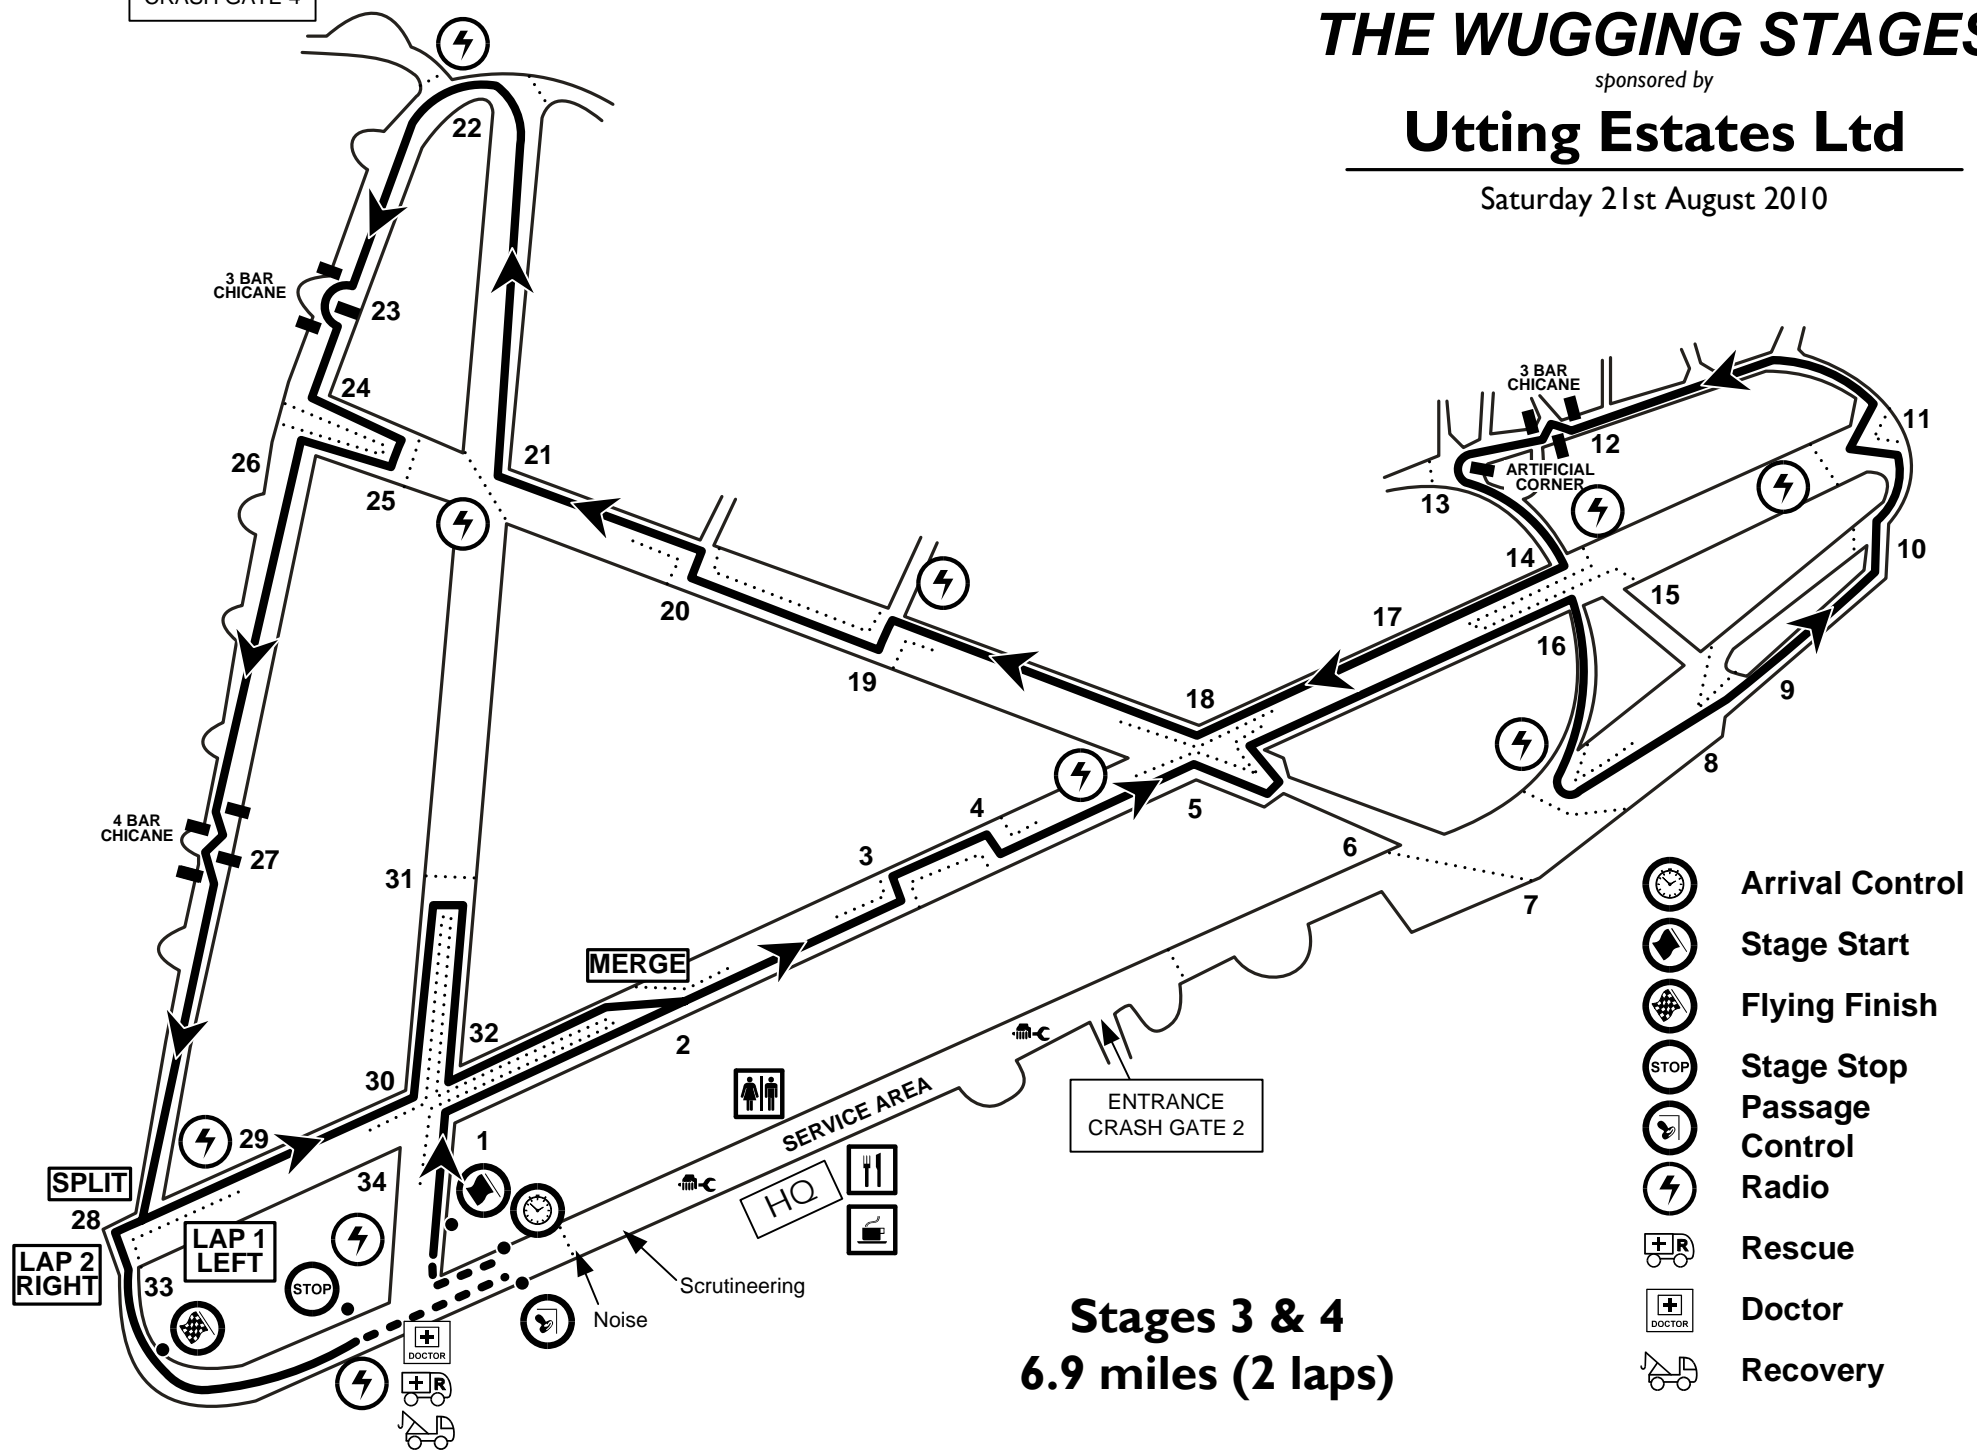 CRASH GATE 4
THE WUGGING STAGES
sponsored by
Utting Estates Ltd
Saturday 21st August 2010
22
3 BAR
CHICANE
23
24
21
26
25
20
19
18
17
3 BAR
CHICANE
12
11
ARTIFICIAL
CORNER
13
14
10
15
16
9
8
4 BAR
CHICANE
27
31
3
4
5
6
7
MERGE
32
2
30
29
1
34
SPLIT
28
LAP 1
LEFT
LAP 2
RIGHT
33
STOP
SERVICE AREA
HQ
ENTRANCE
CRASH GATE 2
Scrutineering
Noise
DOCTOR
R
Stages 3 & 4
6.9 miles (2 laps)
Arrival Control
Stage Start
Flying Finish
STOP
Stage Stop
Passage
Control
Radio
R
Rescue
DOCTOR
Doctor
Recovery